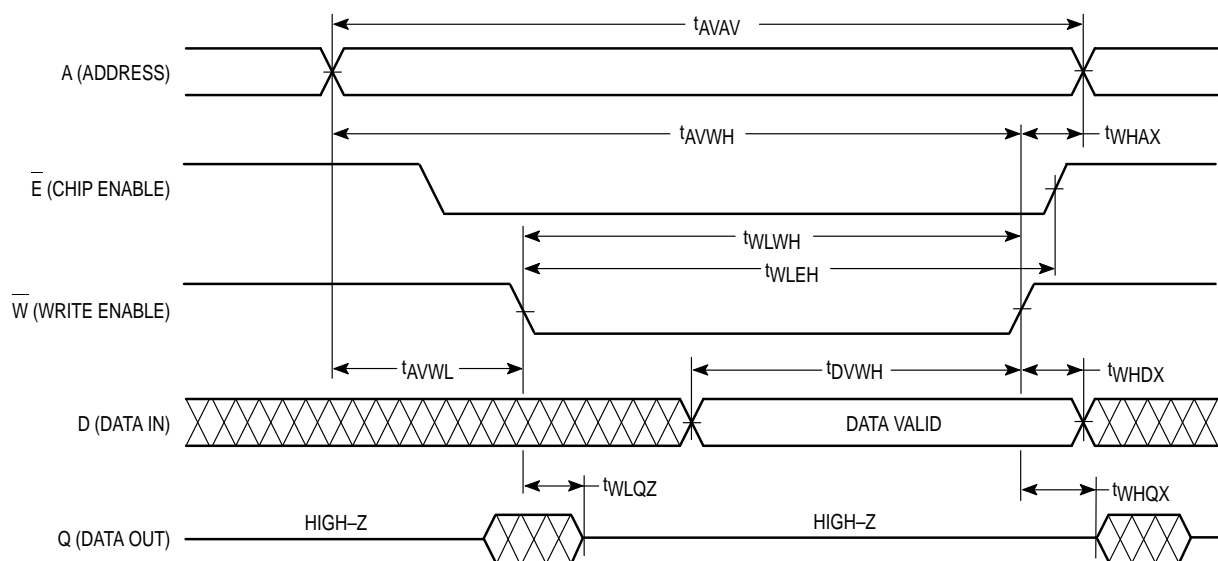 tAVAV
A (ADDRESS)
tAVWH
tWHAX
E (CHIP ENABLE)
tWLWH
tWLEH
W (WRITE ENABLE)
tAVWL
tDVWH
tWHDX
D (DATA IN)
DATA VALID
tWLQZ
tWHQX
HIGH–Z
HIGH–Z
Q (DATA OUT)